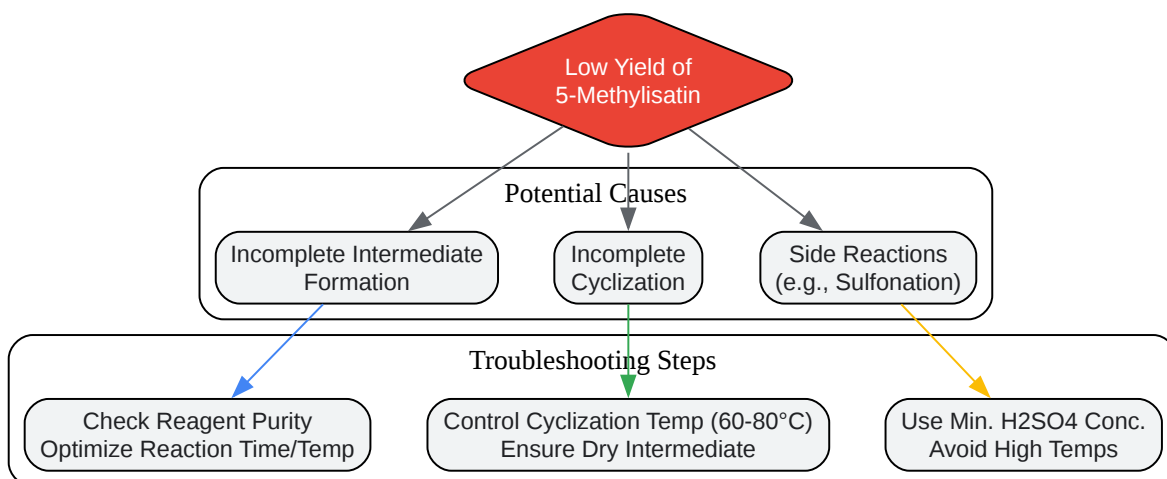 Low Yield of
5-Methylisatin
Potential Causes
Incomplete Intermediate
Formation
Incomplete
Cyclization
Side Reactions
(e.g., Sulfonation)
Troubleshooting Steps
Check Reagent Purity
Optimize Reaction Time/Temp
Control Cyclization Temp (60-80°C)
Ensure Dry Intermediate
Use Min. H2SO4 Conc.
Avoid High Temps